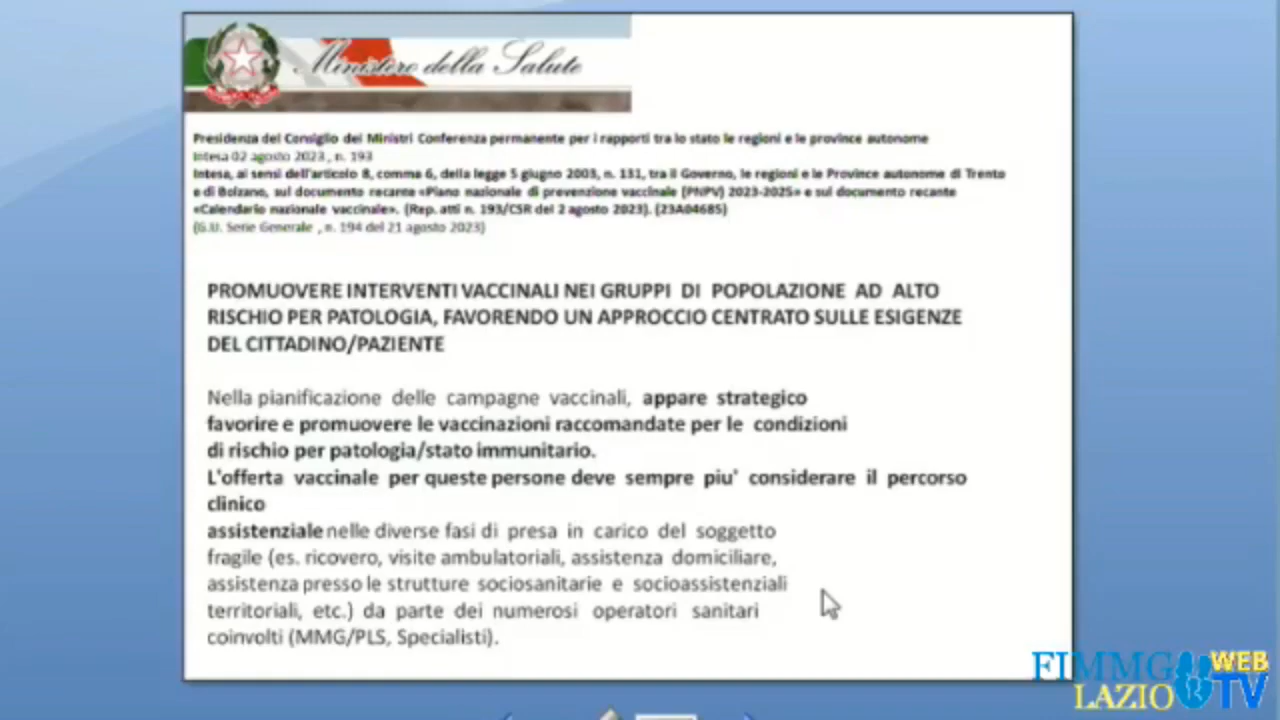 Ministero della Salute
Presidenza del Consiglio dei Ministri Conferenza permanente per i rapporti tra lo stato le regioni e le province autonome
Intesa 02 agosto 2023 , n. 193
Intesa, ai sensi dell'articolo 8, comma 6, della legge 5 giugno 2003, n. 131, tra il Governo, le regioni e le Province autonome di Trento
e di Bolzano, sul documento recante «Piano nazionale di prevenzione vaccinale (PNPV) 2023-2025» e sul documento recante
«Calendario nazionale vaccinale». (Rep. atti n. 193/CSR del 2 agosto 2023). (23A04685)
(G.U. Serie Generale , n. 194 del 21 agosto 2023)
PROMUOVERE INTERVENTI VACCINALI NEI GRUPPI DI POPOLAZIONE AD ALTO
RISCHIO PER PATOLOGIA, FAVORENDO UN APPROCCIO CENTRATO SULLE ESIGENZE
DEL CITTADINO/PAZIENTE
Nella pianificazione delle campagne vaccinali, appare strategico
favorire e promuovere le vaccinazioni raccomandate per le condizioni
di rischio per patologia/stato immunitario.
L'offerta vaccinale per queste persone deve sempre piu' considerare il percorso
clinico
assistenziale nelle diverse fasi di presa in carico del soggetto
fragile (es. ricovero, visite ambulatoriali, assistenza domiciliare,
assistenza presso le strutture sociosanitarie e socioassistenziali
territoriali, etc.) da parte dei numerosi operatori sanitari
coinvolti (MMG/PLS, Specialisti).
FIMMG WEB
LAZIO TV